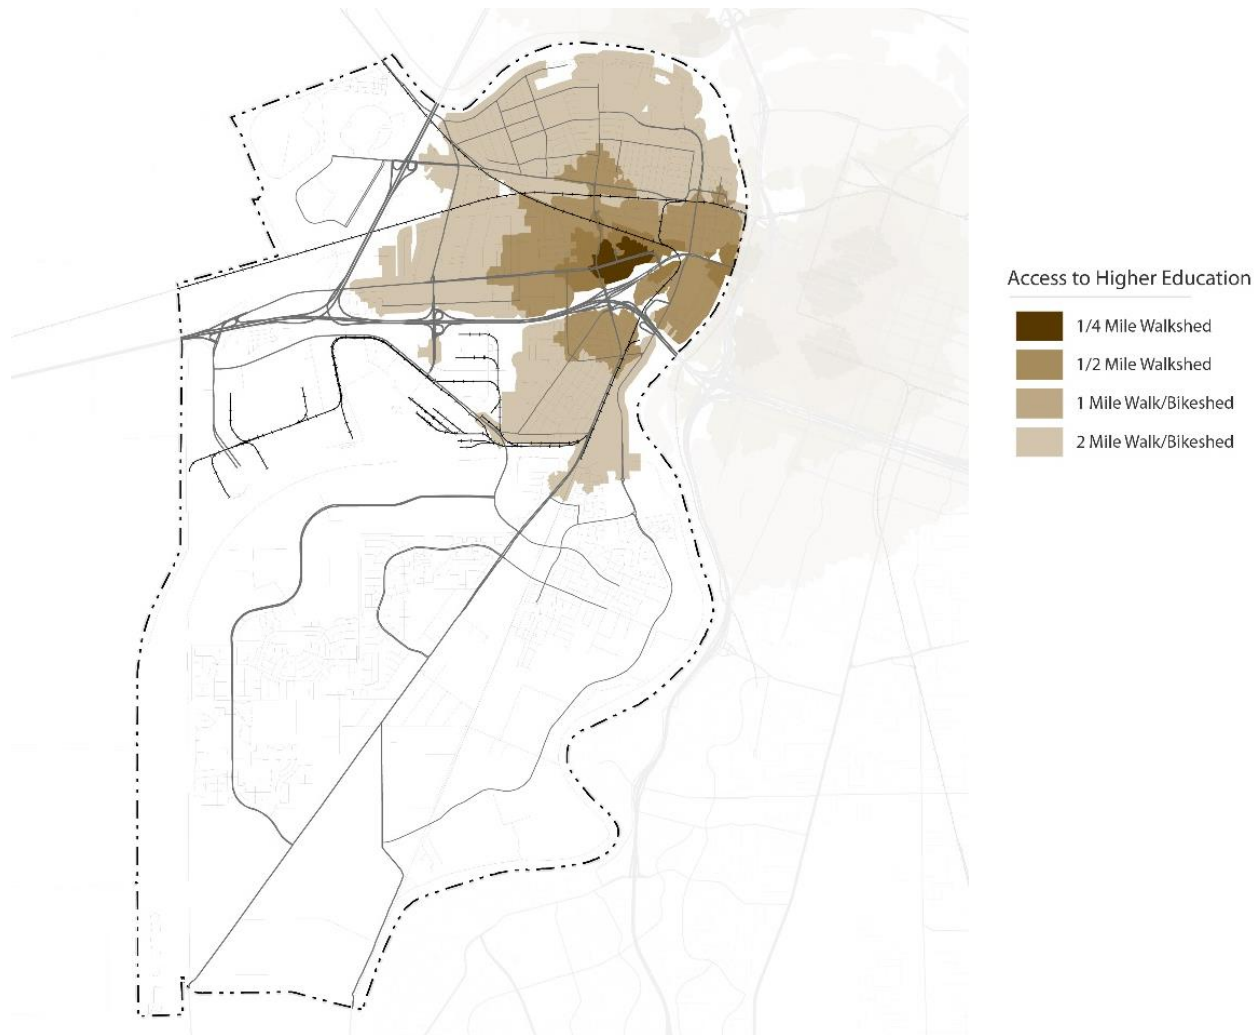 Access to Higher Education
1/4 Mile Walkshed
1/2 Mile Walkshed
1 Mile Walk/Bikeshed
2 Mile Walk/Bikeshed